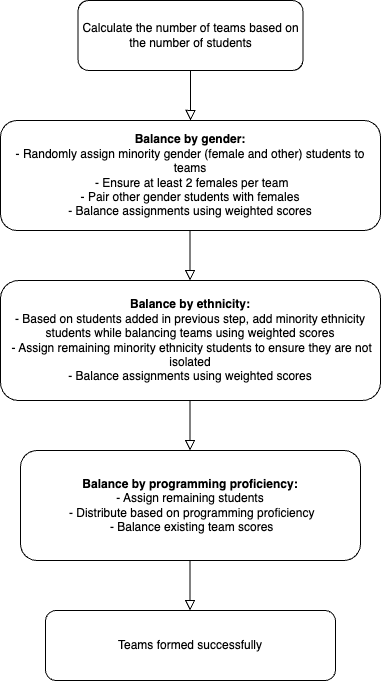 Calculate the number of teams based on
the number of students
Balance by gender:
- Randomly assign minority gender (female and other) students to
teams
- Ensure at least 2 females per team
- Pair other gender students with females
- Balance assignments using weighted scores
Balance by ethnicity:
- Based on students added in previous step, add minority ethnicity
students while balancing teams using weighted scores
- Assign remaining minority ethnicity students to ensure they are not
isolated
- Balance assignments using weighted scores
Balance by programming proficiency:
- Assign remaining students
- Distribute based on programming proficiency
- Balance existing team scores
Teams formed successfully